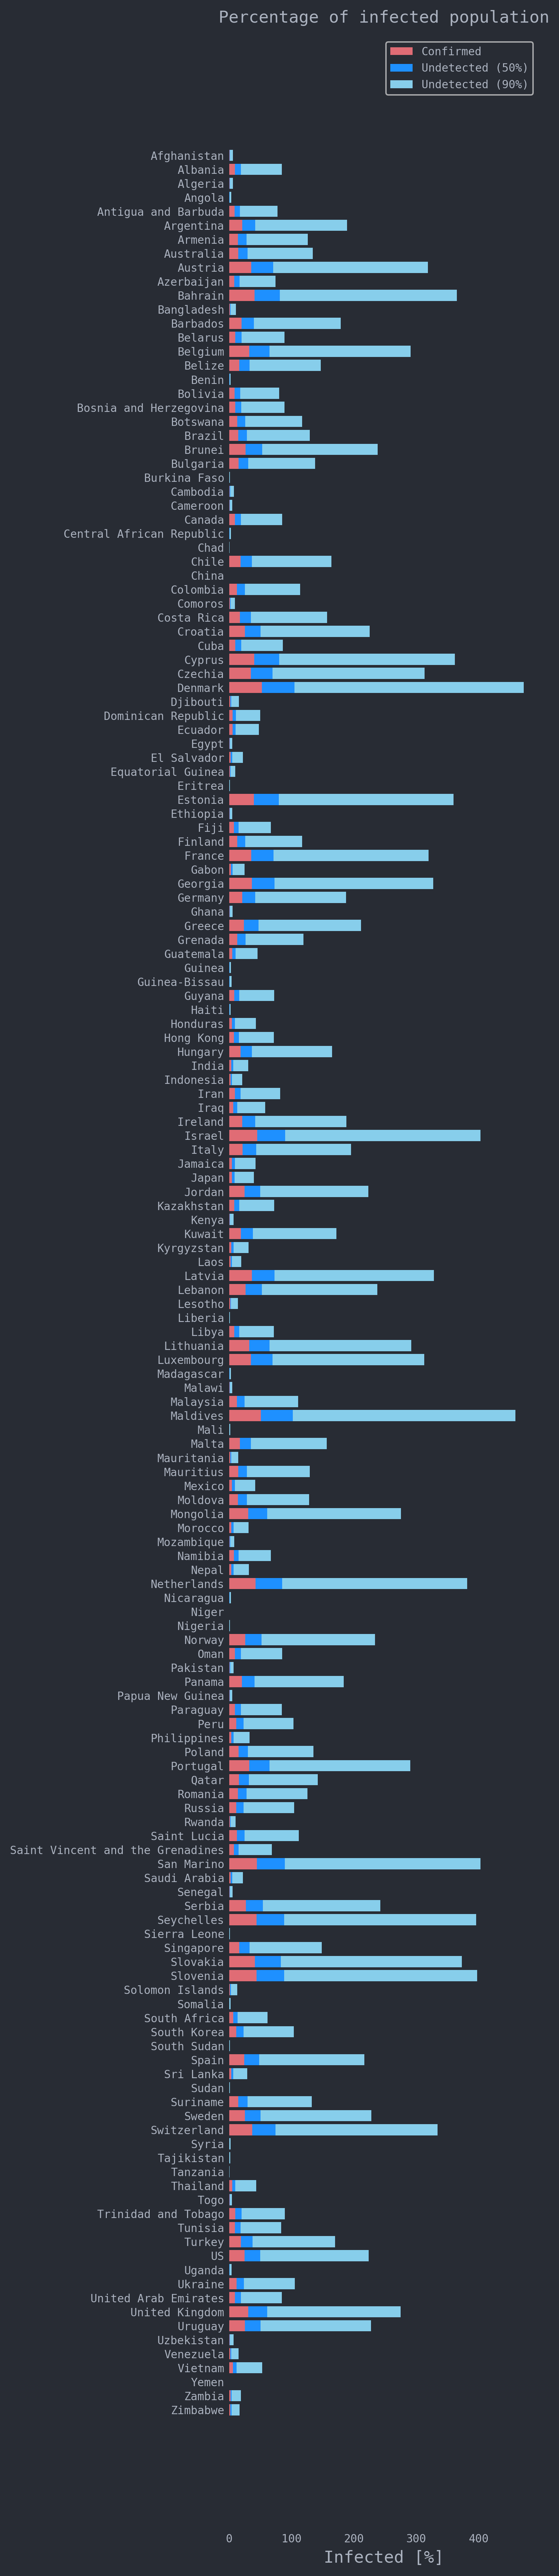 Percentage of infected population
Confirmed
Undetected (50%)
Undetected (90%)
Afghanistan
Albania
Algeria
Angola
Antigua and Barbuda
Argentina
Armenia
Australia
Austria
Azerbaijan
Bahrain
Bangladesh
Barbados
Belarus
Belgium
Belize
Benin
Bolivia
Bosnia and Herzegovina
Botswana
Brazil
Brunei
Bulgaria
Burkina Faso
Cambodia
Cameroon
Canada
Central African Republic
Chad
Chile
China
Colombia
Comoros
Costa Rica
Croatia
Cuba
Cyprus
Czechia
Denmark
Djibouti
Dominican Republic
Ecuador
Egypt
El Salvador
Equatorial Guinea
Eritrea
Estonia
Ethiopia
Fiji
Finland
France
Gabon
Georgia
Germany
Ghana
Greece
Grenada
Guatemala
Guinea
Guinea-Bissau
Guyana
Haiti
Honduras
Hong Kong
Hungary
India
Indonesia
Iran
Iraq
Ireland
Israel
Italy
Jamaica
Japan
Jordan
Kazakhstan
Kenya
Kuwait
Kyrgyzstan
Laos
Latvia
Lebanon
Lesotho
Liberia
Libya
Lithuania
Luxembourg
Madagascar
Malawi
Malaysia
Maldives
Mali
Malta
Mauritania
Mauritius
Mexico
Moldova
Mongolia
Morocco
Mozambique
Namibia
Nepal
Netherlands
Nicaragua
Niger
Nigeria
Norway
Oman
Pakistan
Panama
Papua New Guinea
Paraguay
Peru
Philippines
Poland
Portugal
Qatar
Romania
Russia
Rwanda
Saint Lucia
Saint Vincent and the Grenadines
San Marino
Saudi Arabia
Senegal
Serbia
Seychelles
Sierra Leone
Singapore
Slovakia
Slovenia
Solomon Islands
Somalia
South Africa
South Korea
South Sudan
Spain
Sri Lanka
Sudan
Suriname
Sweden
Switzerland
Syria
Tajikistan
Tanzania
Thailand
Togo
Trinidad and Tobago
Tunisia
Turkey
US
Uganda
Ukraine
United Arab Emirates
United Kingdom
Uruguay
Uzbekistan
Venezuela
Vietnam
Yemen
Zambia
Zimbabwe
0 100 200 300 400
Infected [%]